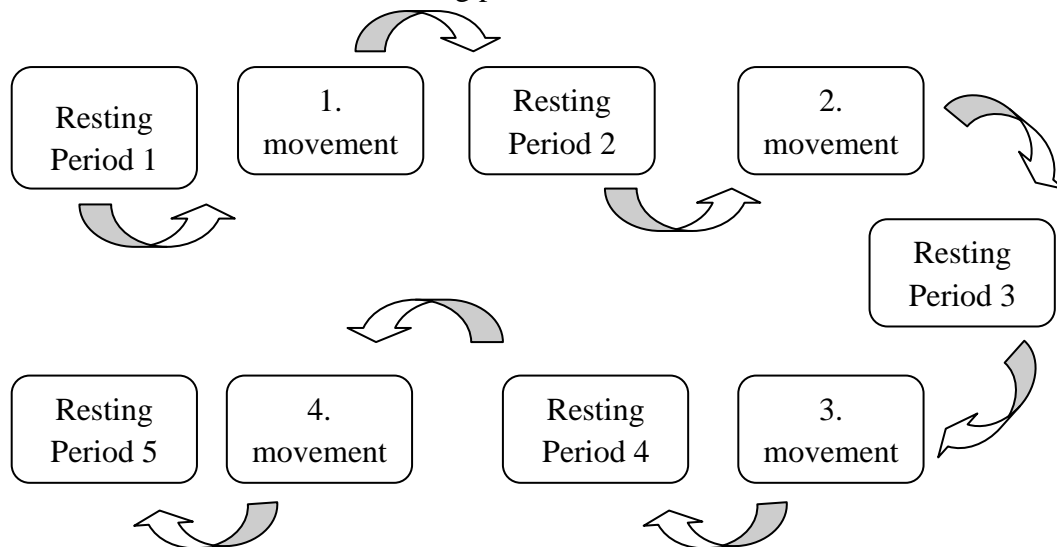 Resting
Period 1
1.
movement
Resting
Period 2
2.
movement
Resting
Period 3
3.
movement
Resting
Period 4
4.
movement
Resting
Period 5